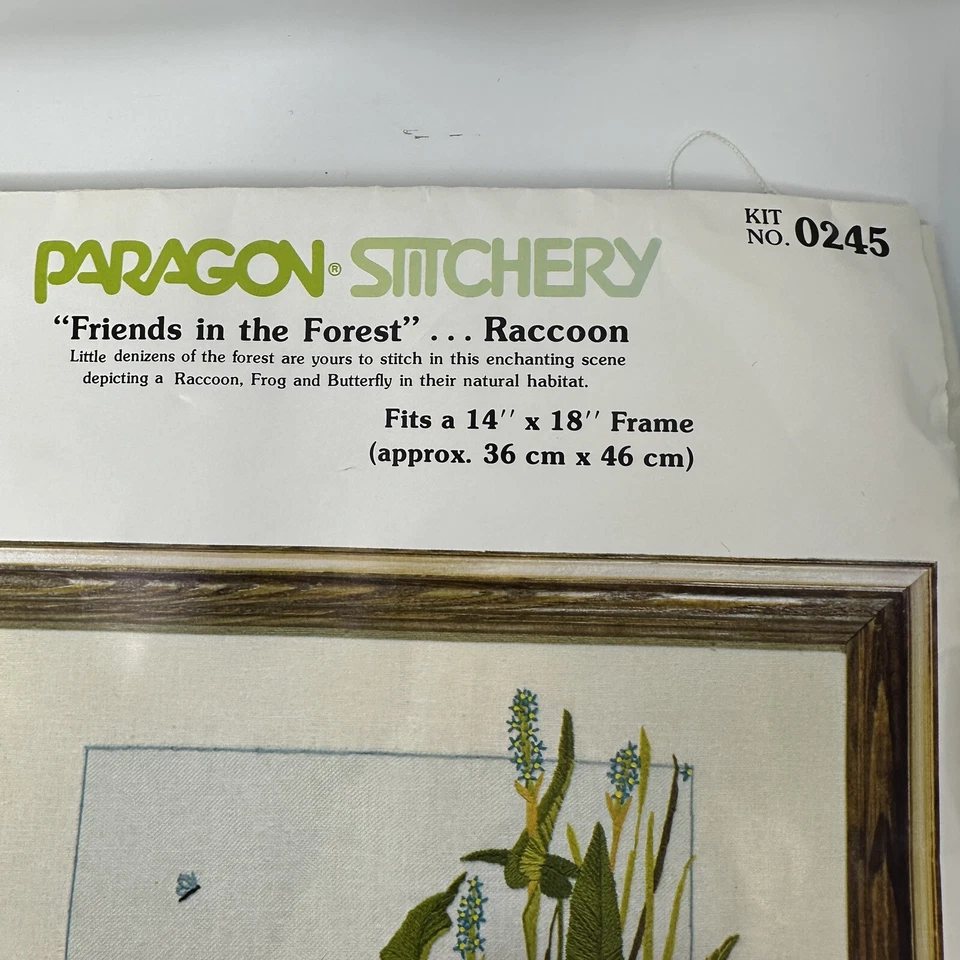 KIT
NO. 0245
PARAGON® STITCHERY
“Friends in the Forest” . . . Raccoon
Little denizens of the forest are yours to stitch in this enchanting scene
depicting a Raccoon, Frog and Butterfly in their natural habitat.
Fits a 14'' x 18'' Frame
(approx. 36 cm x 46 cm)